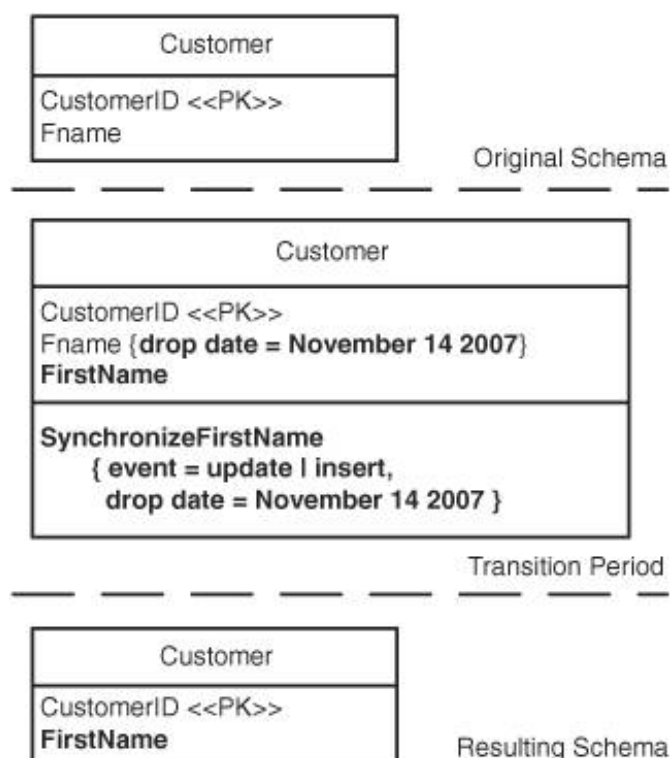 Customer
CustomerID <<PK>>
Fname
Original Schema
Customer
CustomerID <<PK>>
Fname {drop date = November 14 2007}
FirstName
SynchronizeFirstName
{ event = update | insert,
drop date = November 14 2007 }
Transition Period
Customer
CustomerID <<PK>>
FirstName
Resulting Schema